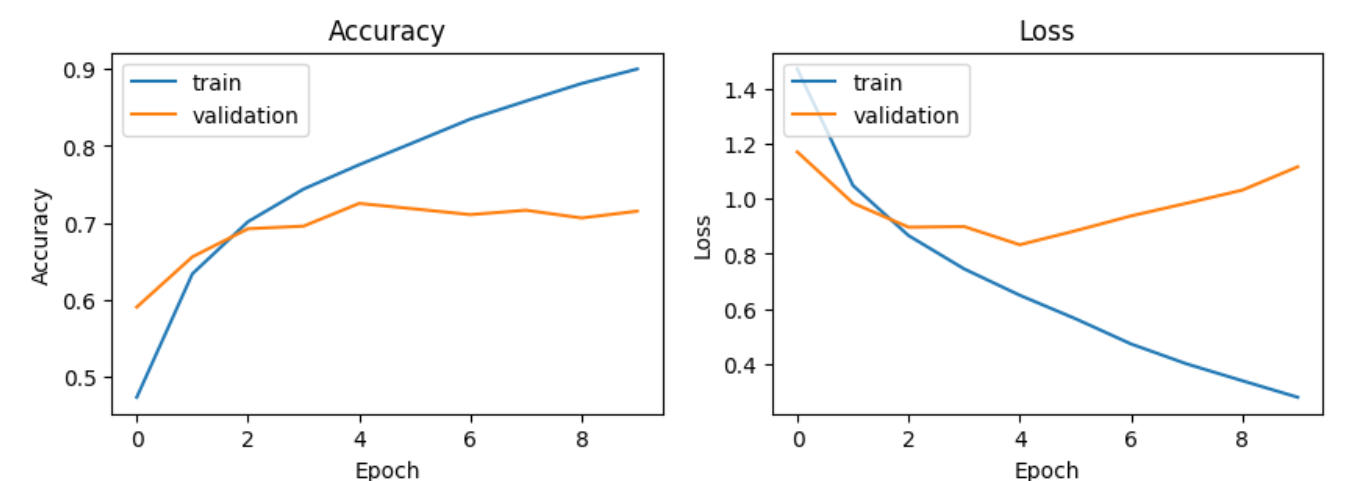 Accuracy
0.9
0.8
0.7
0.6
0.5
Accuracy
train
validation
0 2 4 6 8
Epoch
Loss
1.4
1.2
1.0
0.8
0.6
0.4
Loss
train
validation
0 2 4 6 8
Epoch